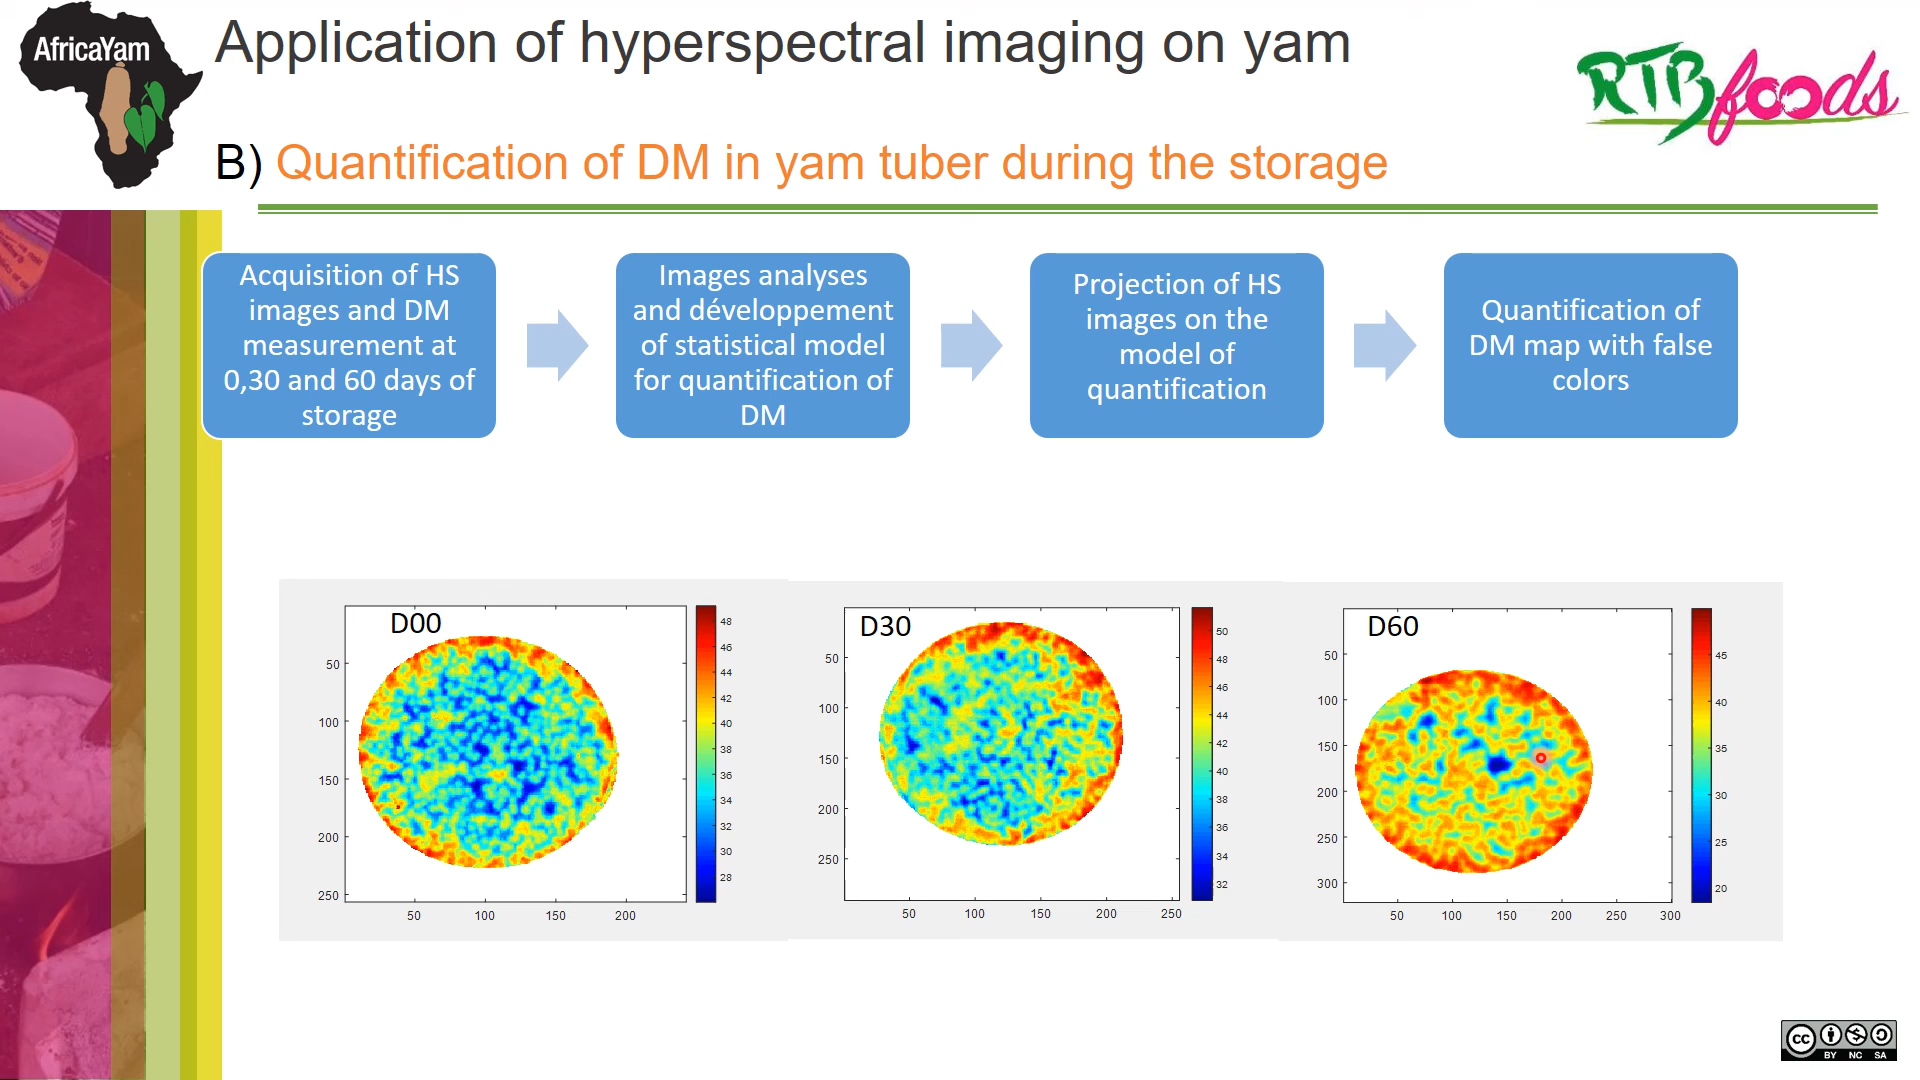 AfricaYam
Application of hyperspectral imaging on yam
RTBfoods
B) Quantification of DM in yam tuber during the storage
Acquisition of HS
images and DM
measurement at
0,30 and 60 days of
storage
Images analyses
and développement
of statistical model
for quantification of
DM
Projection of HS
images on the
model of
quantification
Quantification of
DM map with false
colors
D00
50
100
150
200
250
50 100 150 200
48
46
44
42
40
38
36
34
32
30
28
D30
50
100
150
200
250
50 100 150 200 250
50
48
46
44
42
40
38
36
34
32
D60
50
100
150
200
250
300
50 100 150 200 250 300
45
40
35
30
25
20
cc
BY NC SA